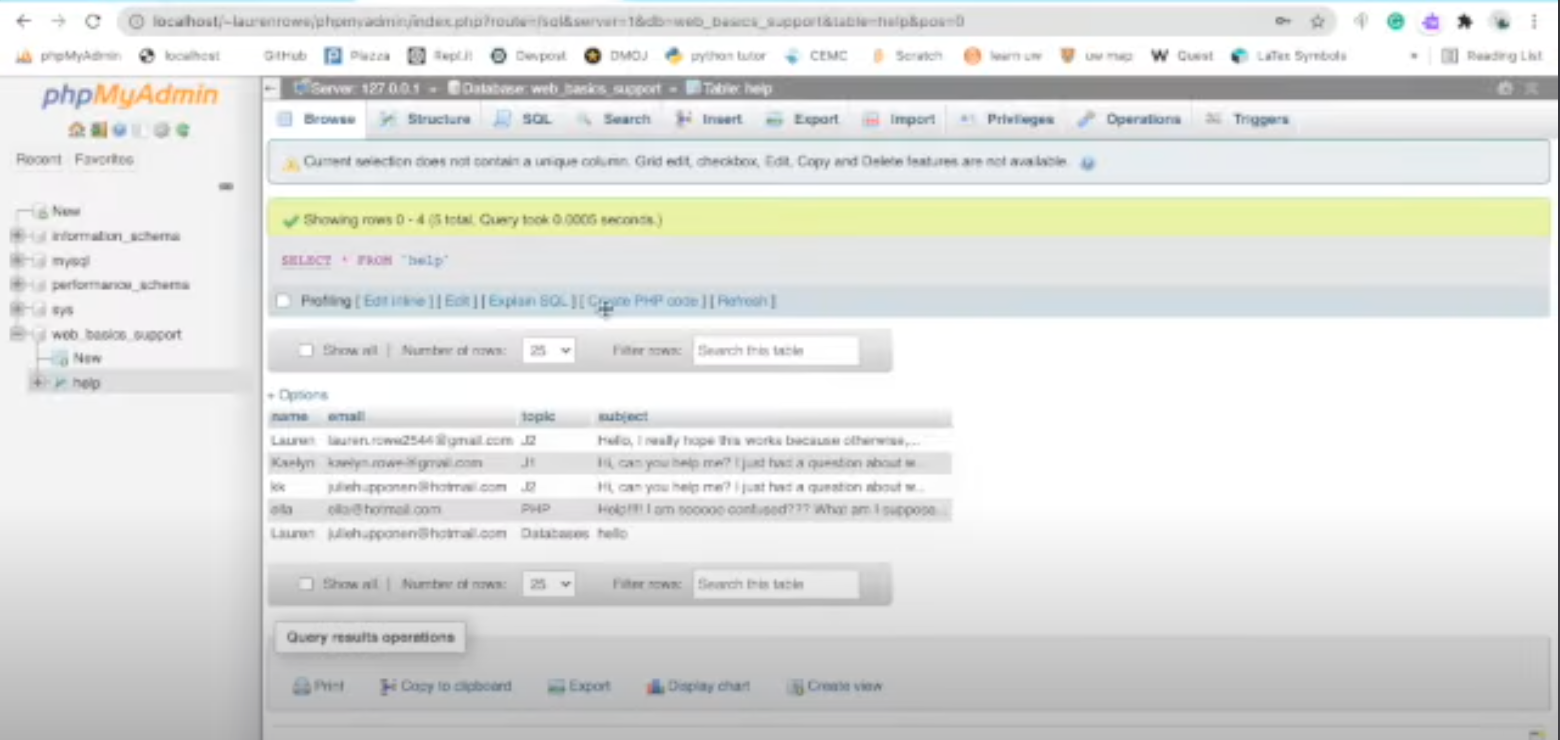 localhost/~laurenrowe/phpmyadmin/index.php?route=/sql&server=1&db=web_basics_support&table=help&pos=0
phpMyAdmin localhost GitHub Piazza Repl.it Devpost DMOJ python tutor CEMC Scratch learn uw uw map Quest LaTex Symbols » Reading List
phpMyAdmin
Recent Favorites
New
information_schema
mysql
performance_schema
sys
web_basics_support
New
help
Server: 127.0.0.1 » Database: web_basics_support » Table: help
Browse Structure SQL Search Insert Export Import Privileges Operations Triggers
Current selection does not contain a unique column. Grid edit, checkbox, Edit, Copy and Delete features are not available.
Showing rows 0 - 4 (5 total, Query took 0.0005 seconds.)
SELECT * FROM `help`
Profiling [ Edit inline ] [ Edit ] [ Explain SQL ] [ Create PHP code ] [ Refresh ]
Show all | Number of rows: 25 Filter rows: Search this table
+ Options
name email topic subject
Lauren lauren.rowe2544@gmail.com J2 Hello, I really hope this works because otherwise,...
Kaelyn kaelyn.rowe@gmail.com J1 Hi, can you help me? I just had a question about w...
kk juliehupponen@hotmail.com J2 Hi, can you help me? I just had a question about w...
ella ella@hotmail.com PHP Help!!!! I am sooooo confused??? What am I suppose...
Lauren juliehupponen@hotmail.com Databases hello
Show all | Number of rows: 25 Filter rows: Search this table
Query results operations
Print Copy to clipboard Export Display chart Create view